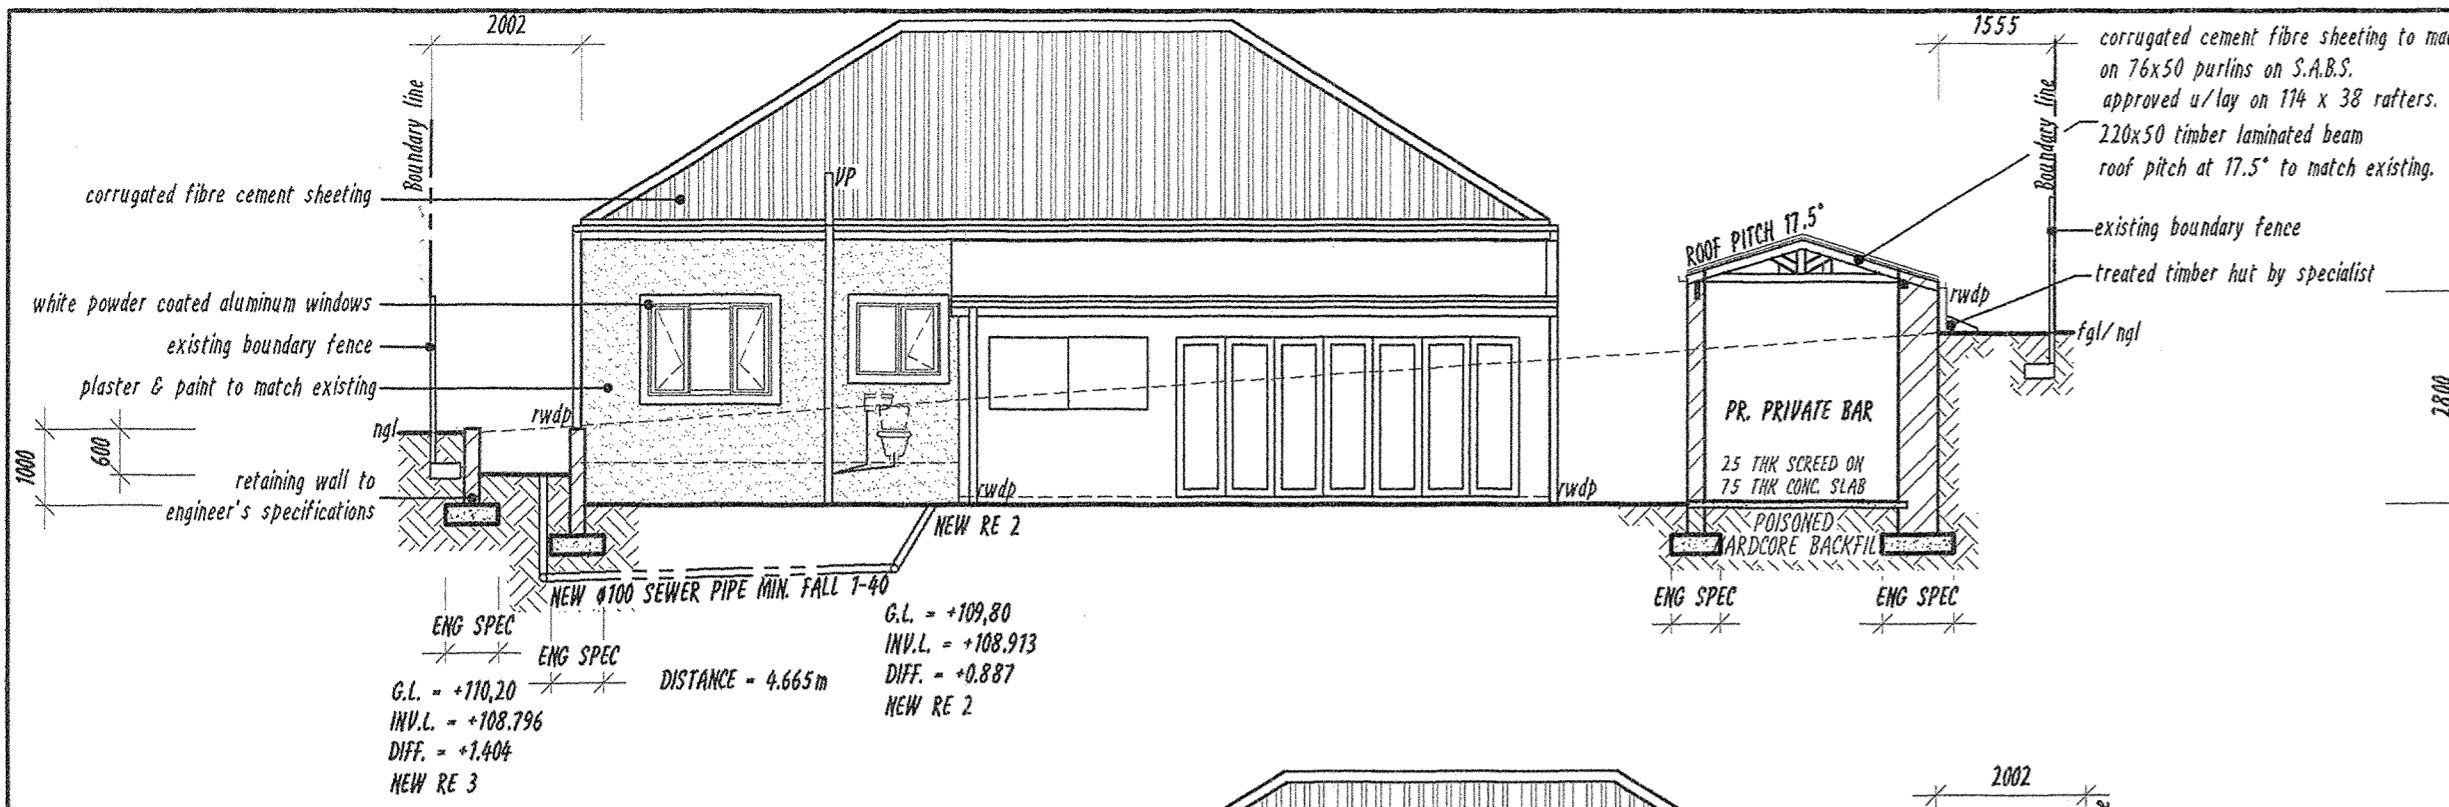 2002
1555
Boundary line
corrugated cement fibre sheeting to
on 76x50 purlins on S.A.B.S.
approved u/lay on 114 x 38 rafters.
220x50 timber laminated beam
roof pitch at 17.5° to match existing.
Boundary line
VP
corrugated fibre cement sheeting
ROOF PITCH 17.5°
existing boundary fence
treated timber hut by specialist
rwdp
white powder coated aluminum windows
existing boundary fence
fgl/ngl
plaster & paint to match existing
rwdp
ngl
PR. PRIVATE BAR
2800
1000
600
25 THK SCREED ON
75 THK CONC. SLAB
retaining wall to
engineer's specifications
rwdp
rwdp
NEW RE 2
POISONED
HARDCORE BACKFIL
NEW ϕ100 SEWER PIPE MIN. FALL 1-40
ENG SPEC
ENG SPEC
ENG SPEC
ENG SPEC
G.L. = +109,80
INV.L. = +108.913
DIFF. = +0.887
NEW RE 2
DISTANCE = 4.665m
G.L. = +110,20
INV.L. = +108.796
DIFF. = +1.404
NEW RE 3
2002